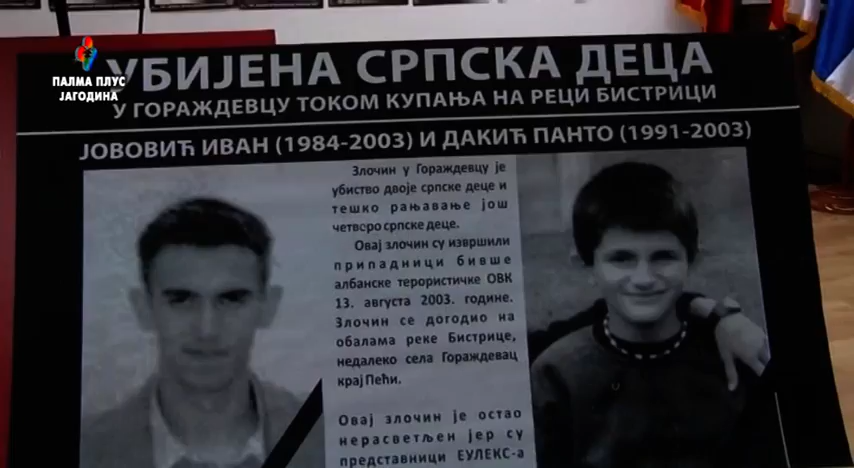 ПАЛМА ПЛУС
ЈАГОДИНА
УБИЈЕНА СРПСКА ДЕЦА
У ГОРАЖДЕВЦУ ТОКОМ КУПАЊА НА РЕЦИ БИСТРИЦИ
ЈОВОВИЋ ИВАН (1984-2003) И ДАКИЋ ПАНТО (1991-2003)
Злочин у Гораждевцу је
убиство двоје српске деце и
тешко рањавање још
четворо српске деце.
Овај злочин су извршили
припадници бивше
албанске терористичке ОВК
13. августа 2003. године.
Злочин се догодио на
обалама реке Бистрице,
недалеко села Гораждевац
крај Пећи.
Овај злочин је остао
нерасветљен јер су
представници ЕУЛЕКС-а